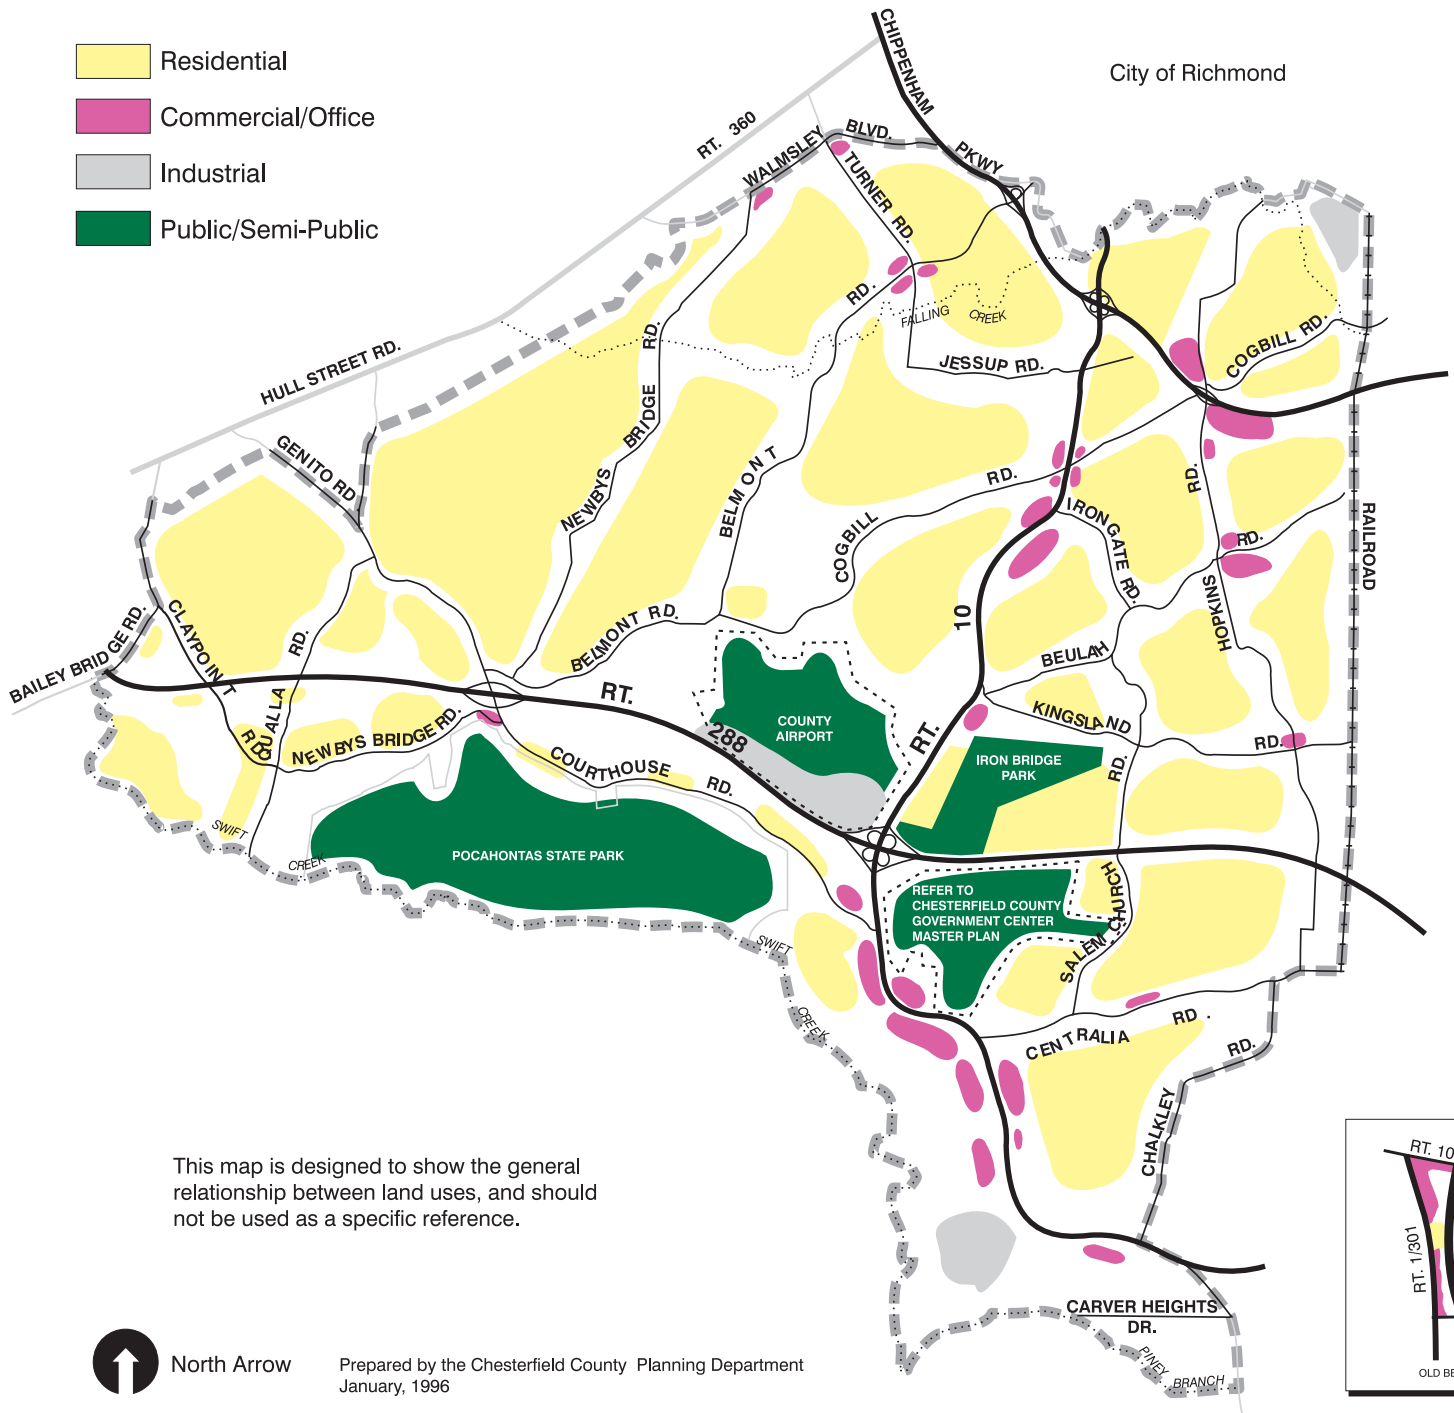 Residential
Commercial/Office
Industrial
Public/Semi-Public
City of Richmond
CHIPPENHAM
PKWY
RT. 360
WALMSLEY
BLVD.
TURNER RD.
HULL STREET RD.
GENITO RD.
NEWBYS
BRIDGE
RD.
BELMONT
RD.
FALLING
CREEK
JESSUP RD.
COGBILL RD.
COGBILL
RD.
IRONGATE RD.
HOPKINS
RD.
RD.
RAILROAD
BAILEY BRIDGE RD.
CLAYPOINT
RD.
QUALLA
RD.
NEWBYS BRIDGE RD.
BELMONT RD.
RT.
288
COUNTY
AIRPORT
RT.
10
BEULAH
KINGSLAND
RD.
IRON BRIDGE
PARK
COURTHOUSE
RD.
SWIFT
CREEK
POCAHONTAS STATE PARK
REFER TO
CHESTERFIELD COUNTY
GOVERNMENT CENTER
MASTER PLAN
SALEM CHURCH
RD.
SWIFT
CREEK
CENTRALIA
RD.
CHALKLEY
RD.
CARVER HEIGHTS
DR.
PINEY
BRANCH
This map is designed to show the general
relationship between land uses, and should
not be used as a specific reference.
North Arrow
Prepared by the Chesterfield County Planning Department
January, 1996
RT. 10
RT. 1/301
OLD BE